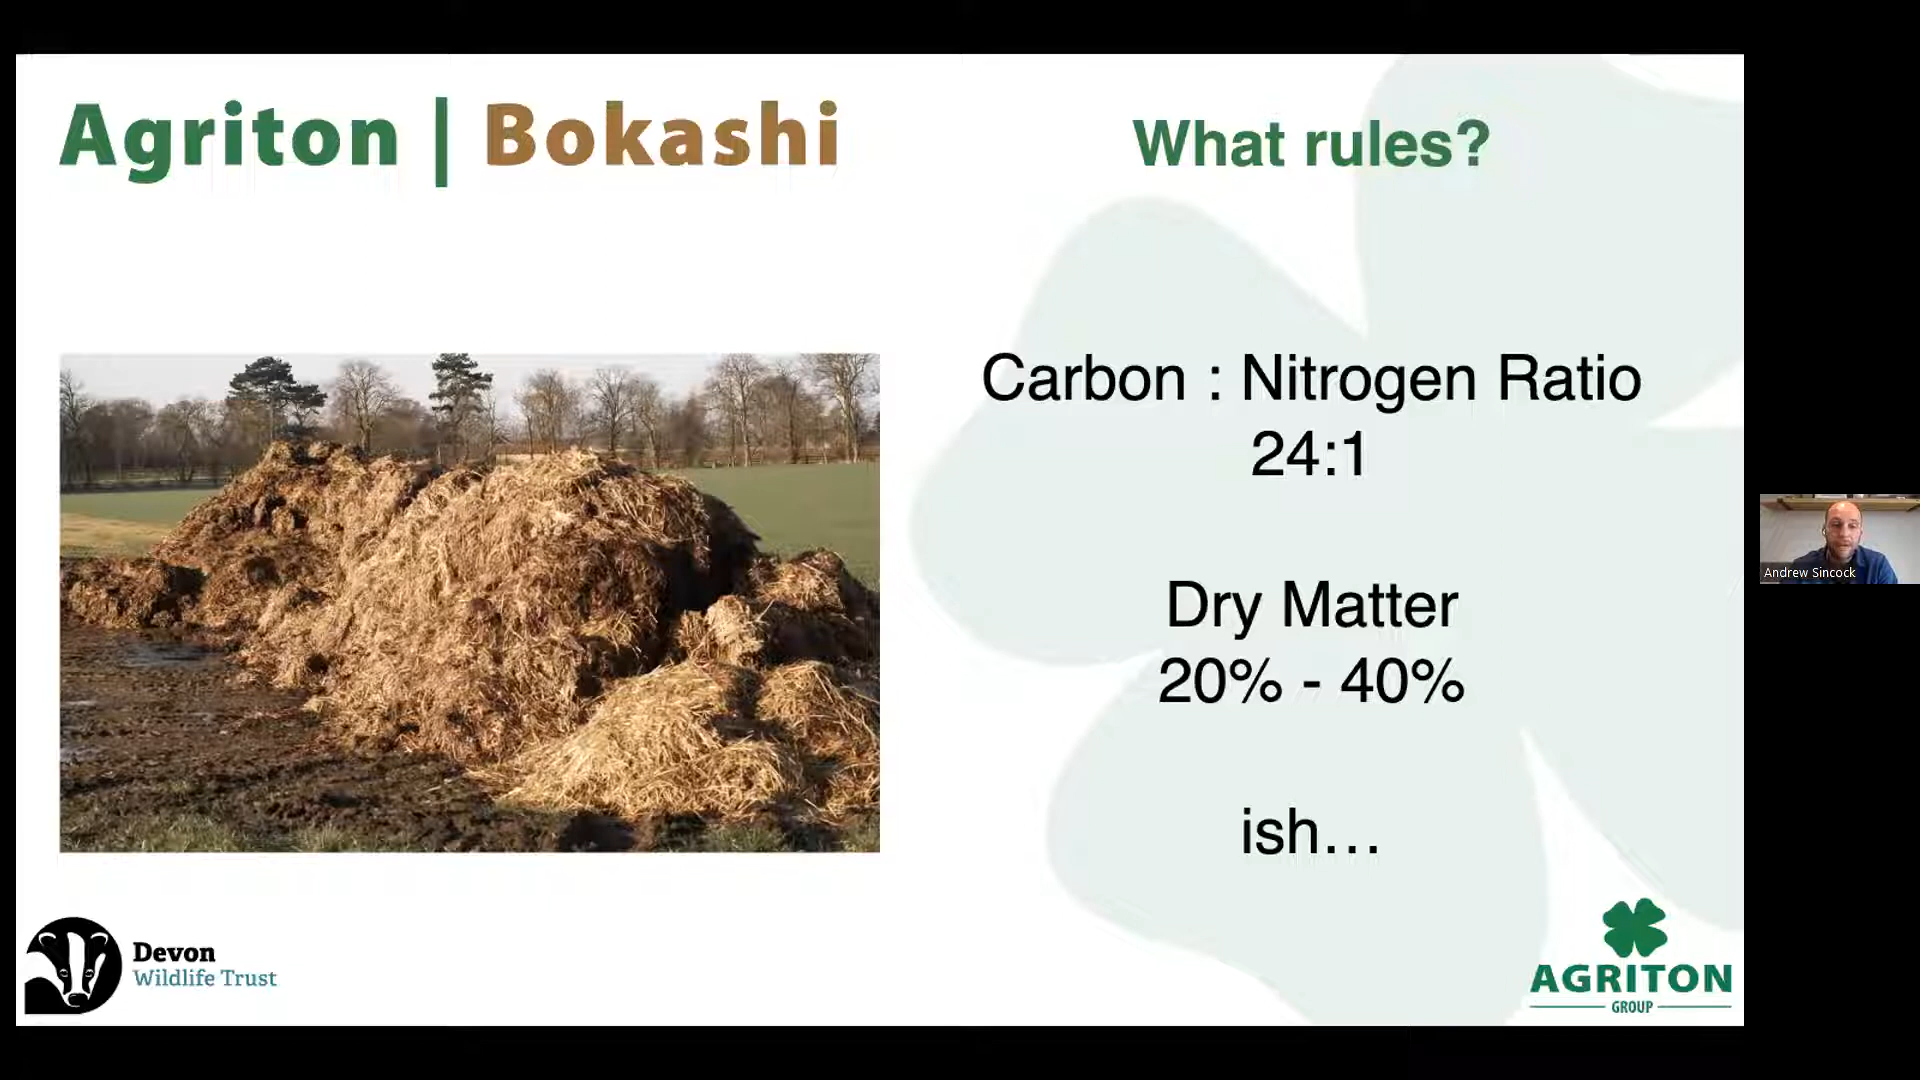 Agriton | Bokashi
What rules?
Carbon : Nitrogen Ratio
24:1
Dry Matter
20% - 40%
ish...
Andrew Sincock
Devon
Wildlife Trust
AGRITON
GROUP